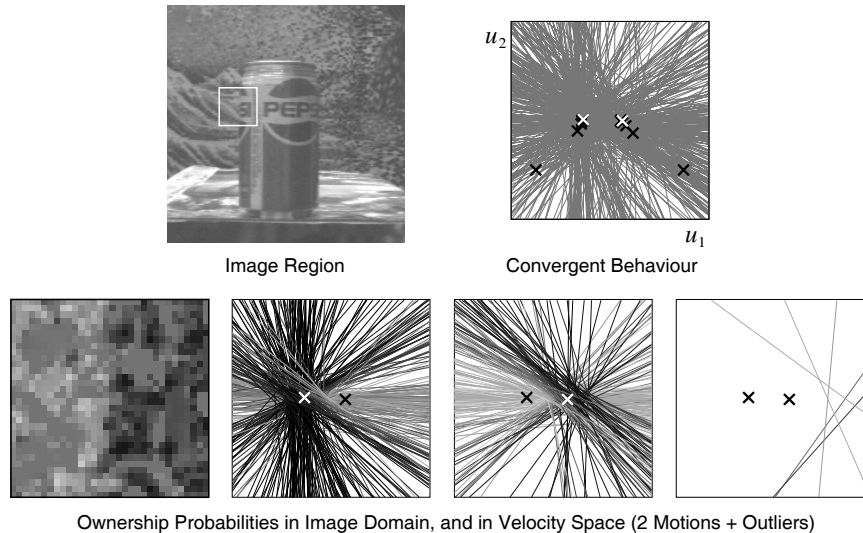 PEPS
u2
u1
Image Region
Convergent Behaviour
Ownership Probabilities in Image Domain, and in Velocity Space (2 Motions + Outliers)